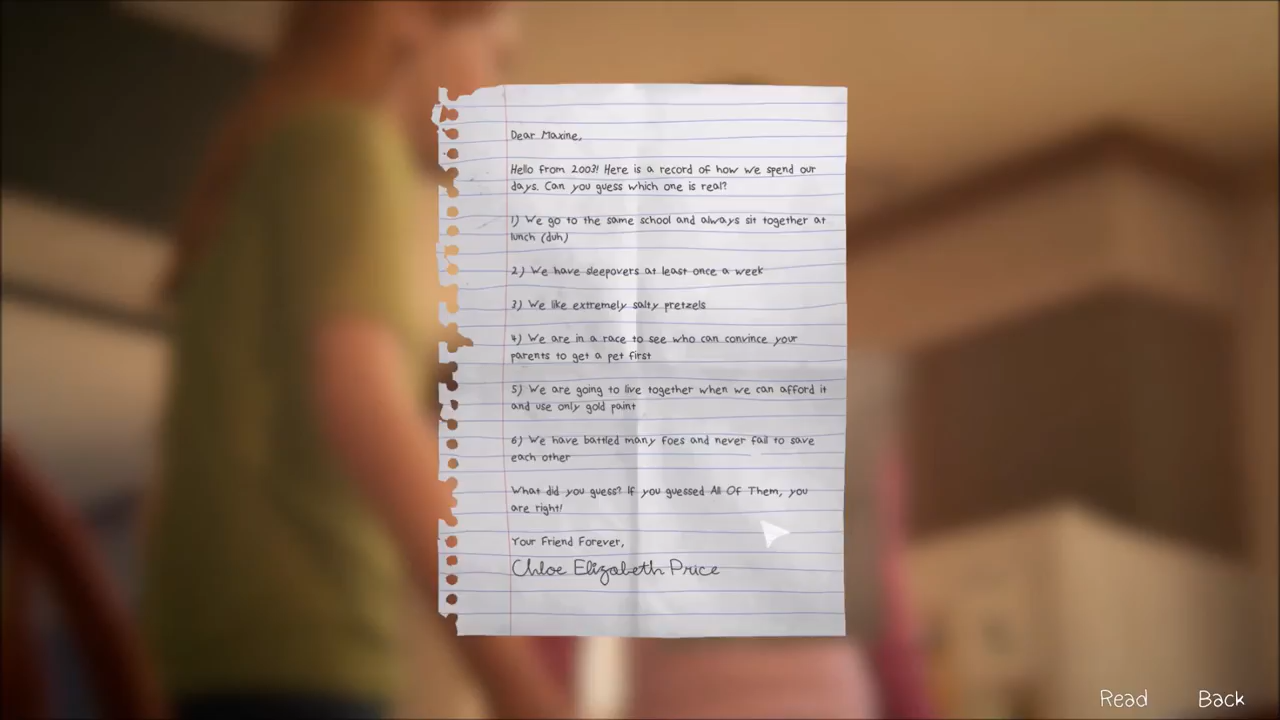 Dear Maxine,
Hello from 2003! Here is a record of how we spend our
days. Can you guess which one is real?
1) We go to the same school and always sit together at
lunch (duh)
2) We have sleepovers at least once a week
3) We like extremely salty pretzels
4) We are in a race to see who can convince your
parents to get a pet first
5) We are going to live together when we can afford it
and use only gold paint
6) We have battled many foes and never fail to save
each other
What did you guess? If you guessed All Of Them, you
are right!
Your Friend Forever,
Chloe Elizabeth Price
Read Back